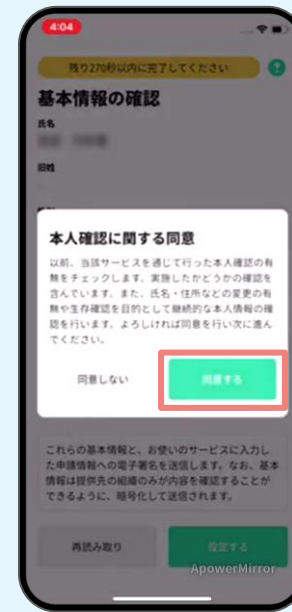 4:04
残り270秒以内に完了してください
基本情報の確認
氏名
旧姓
本人確認に関する同意
以前、当該サービスを通じて行った本人確認の有
無をチェックします。実施したかどうかの確認を
含んでいます。また、氏名・住所などの変更の有
無や生存確認を目的として継続的な本人情報の確
認を行います。よろしければ同意を行い次に進ん
でください。
同意しない
同意する
これらの基本情報と、お使いのサービスに入力し
た申請情報への電子署名を送信します。なお、基本
情報は提供先の組織のみが内容を確認することが
できるように、暗号化して送信されます。
再読み取り
設定する
ApowerMirror